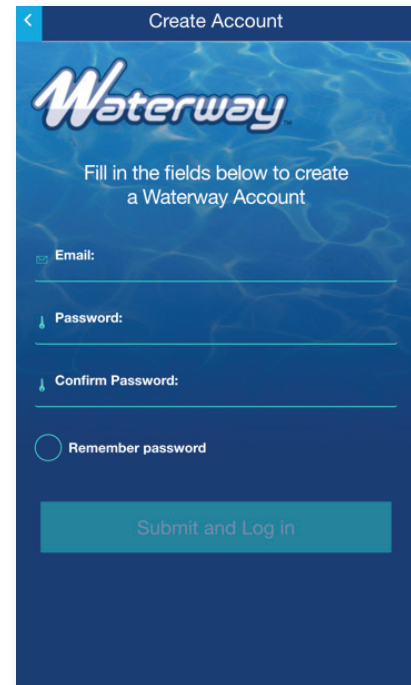 Create Account
Waterway
Fill in the fields below to create
a Waterway Account
Email:
Password:
Confirm Password:
Remember password
Submit and Log in